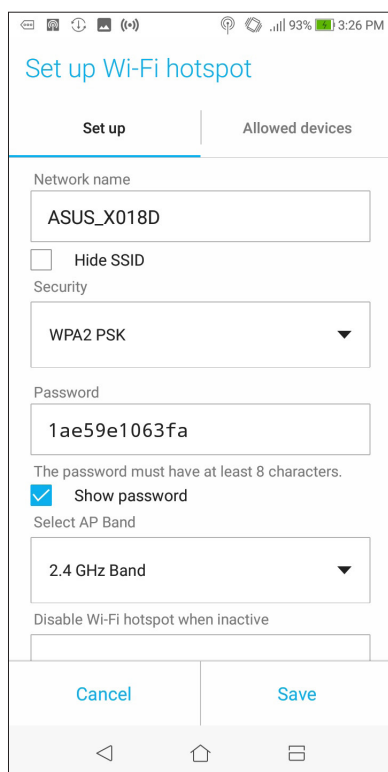 93% 3:26 PM
Set up Wi-Fi hotspot
Set up Allowed devices
Network name
ASUS_X018D
Hide SSID
Security
WPA2 PSK
Password
1ae59e1063fa
The password must have at least 8 characters.
Show password
Select AP Band
2.4 GHz Band
Disable Wi-Fi hotspot when inactive
Cancel Save